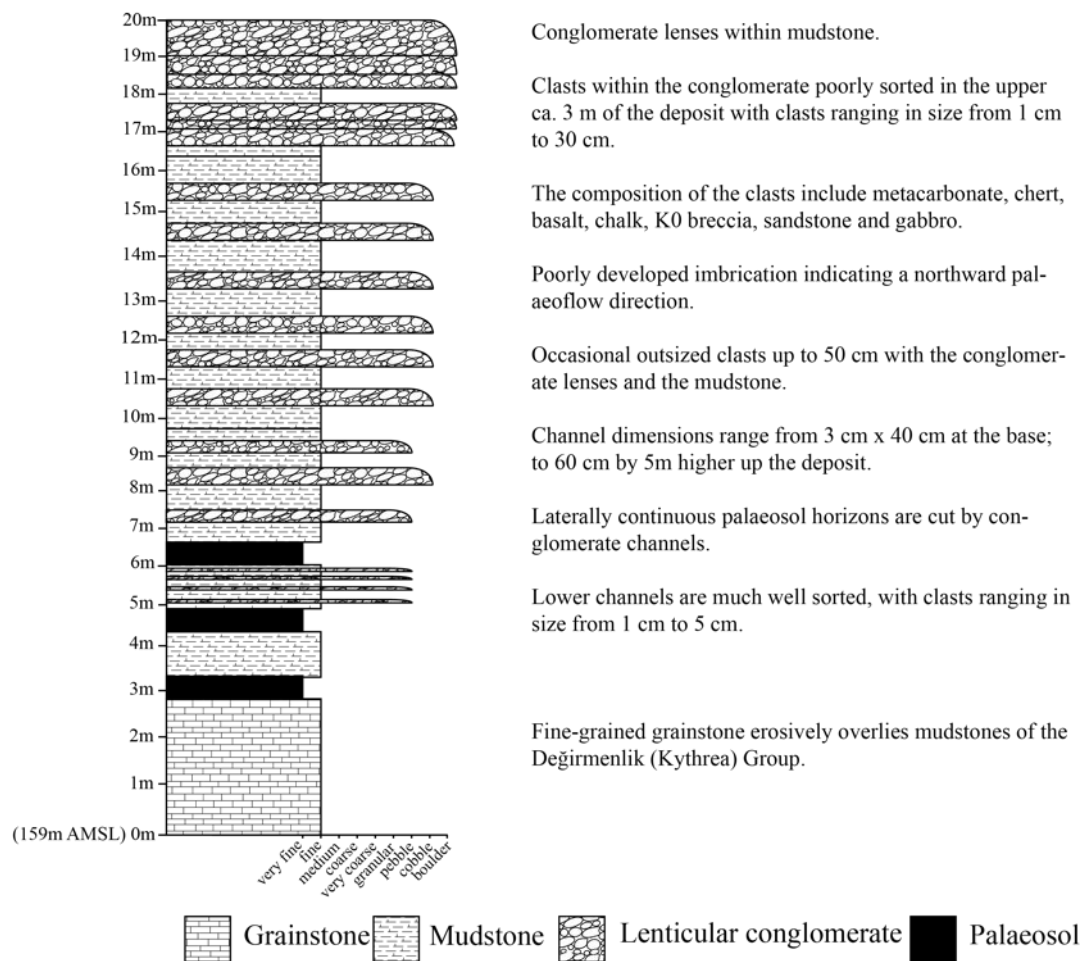 20m
19m
18m
17m
16m
15m
14m
13m
12m
11m
10m
9m
8m
7m
6m
5m
4m
3m
2m
1m
(159m AMSL) 0m
very fine
fine
medium
coarse
very coarse
granular
pebble
cobble
boulder
Conglomerate lenses within mudstone.
Clasts within the conglomerate poorly sorted in the upper
ca. 3 m of the deposit with clasts ranging in size from 1 cm
to 30 cm.
The composition of the clasts include metacarbonate, chert,
basalt, chalk, K0 breccia, sandstone and gabbro.
Poorly developed imbrication indicating a northward pal-
aeoflow direction.
Occasional outsized clasts up to 50 cm with the conglomer-
ate lenses and the mudstone.
Channel dimensions range from 3 cm x 40 cm at the base;
to 60 cm by 5m higher up the deposit.
Laterally continuous palaeosol horizons are cut by con-
glomerate channels.
Lower channels are much well sorted, with clasts ranging in
size from 1 cm to 5 cm.
Fine-grained grainstone erosively overlies mudstones of the
Değirmenlik (Kythrea) Group.
Grainstone
Mudstone
Lenticular conglomerate
Palaeosol